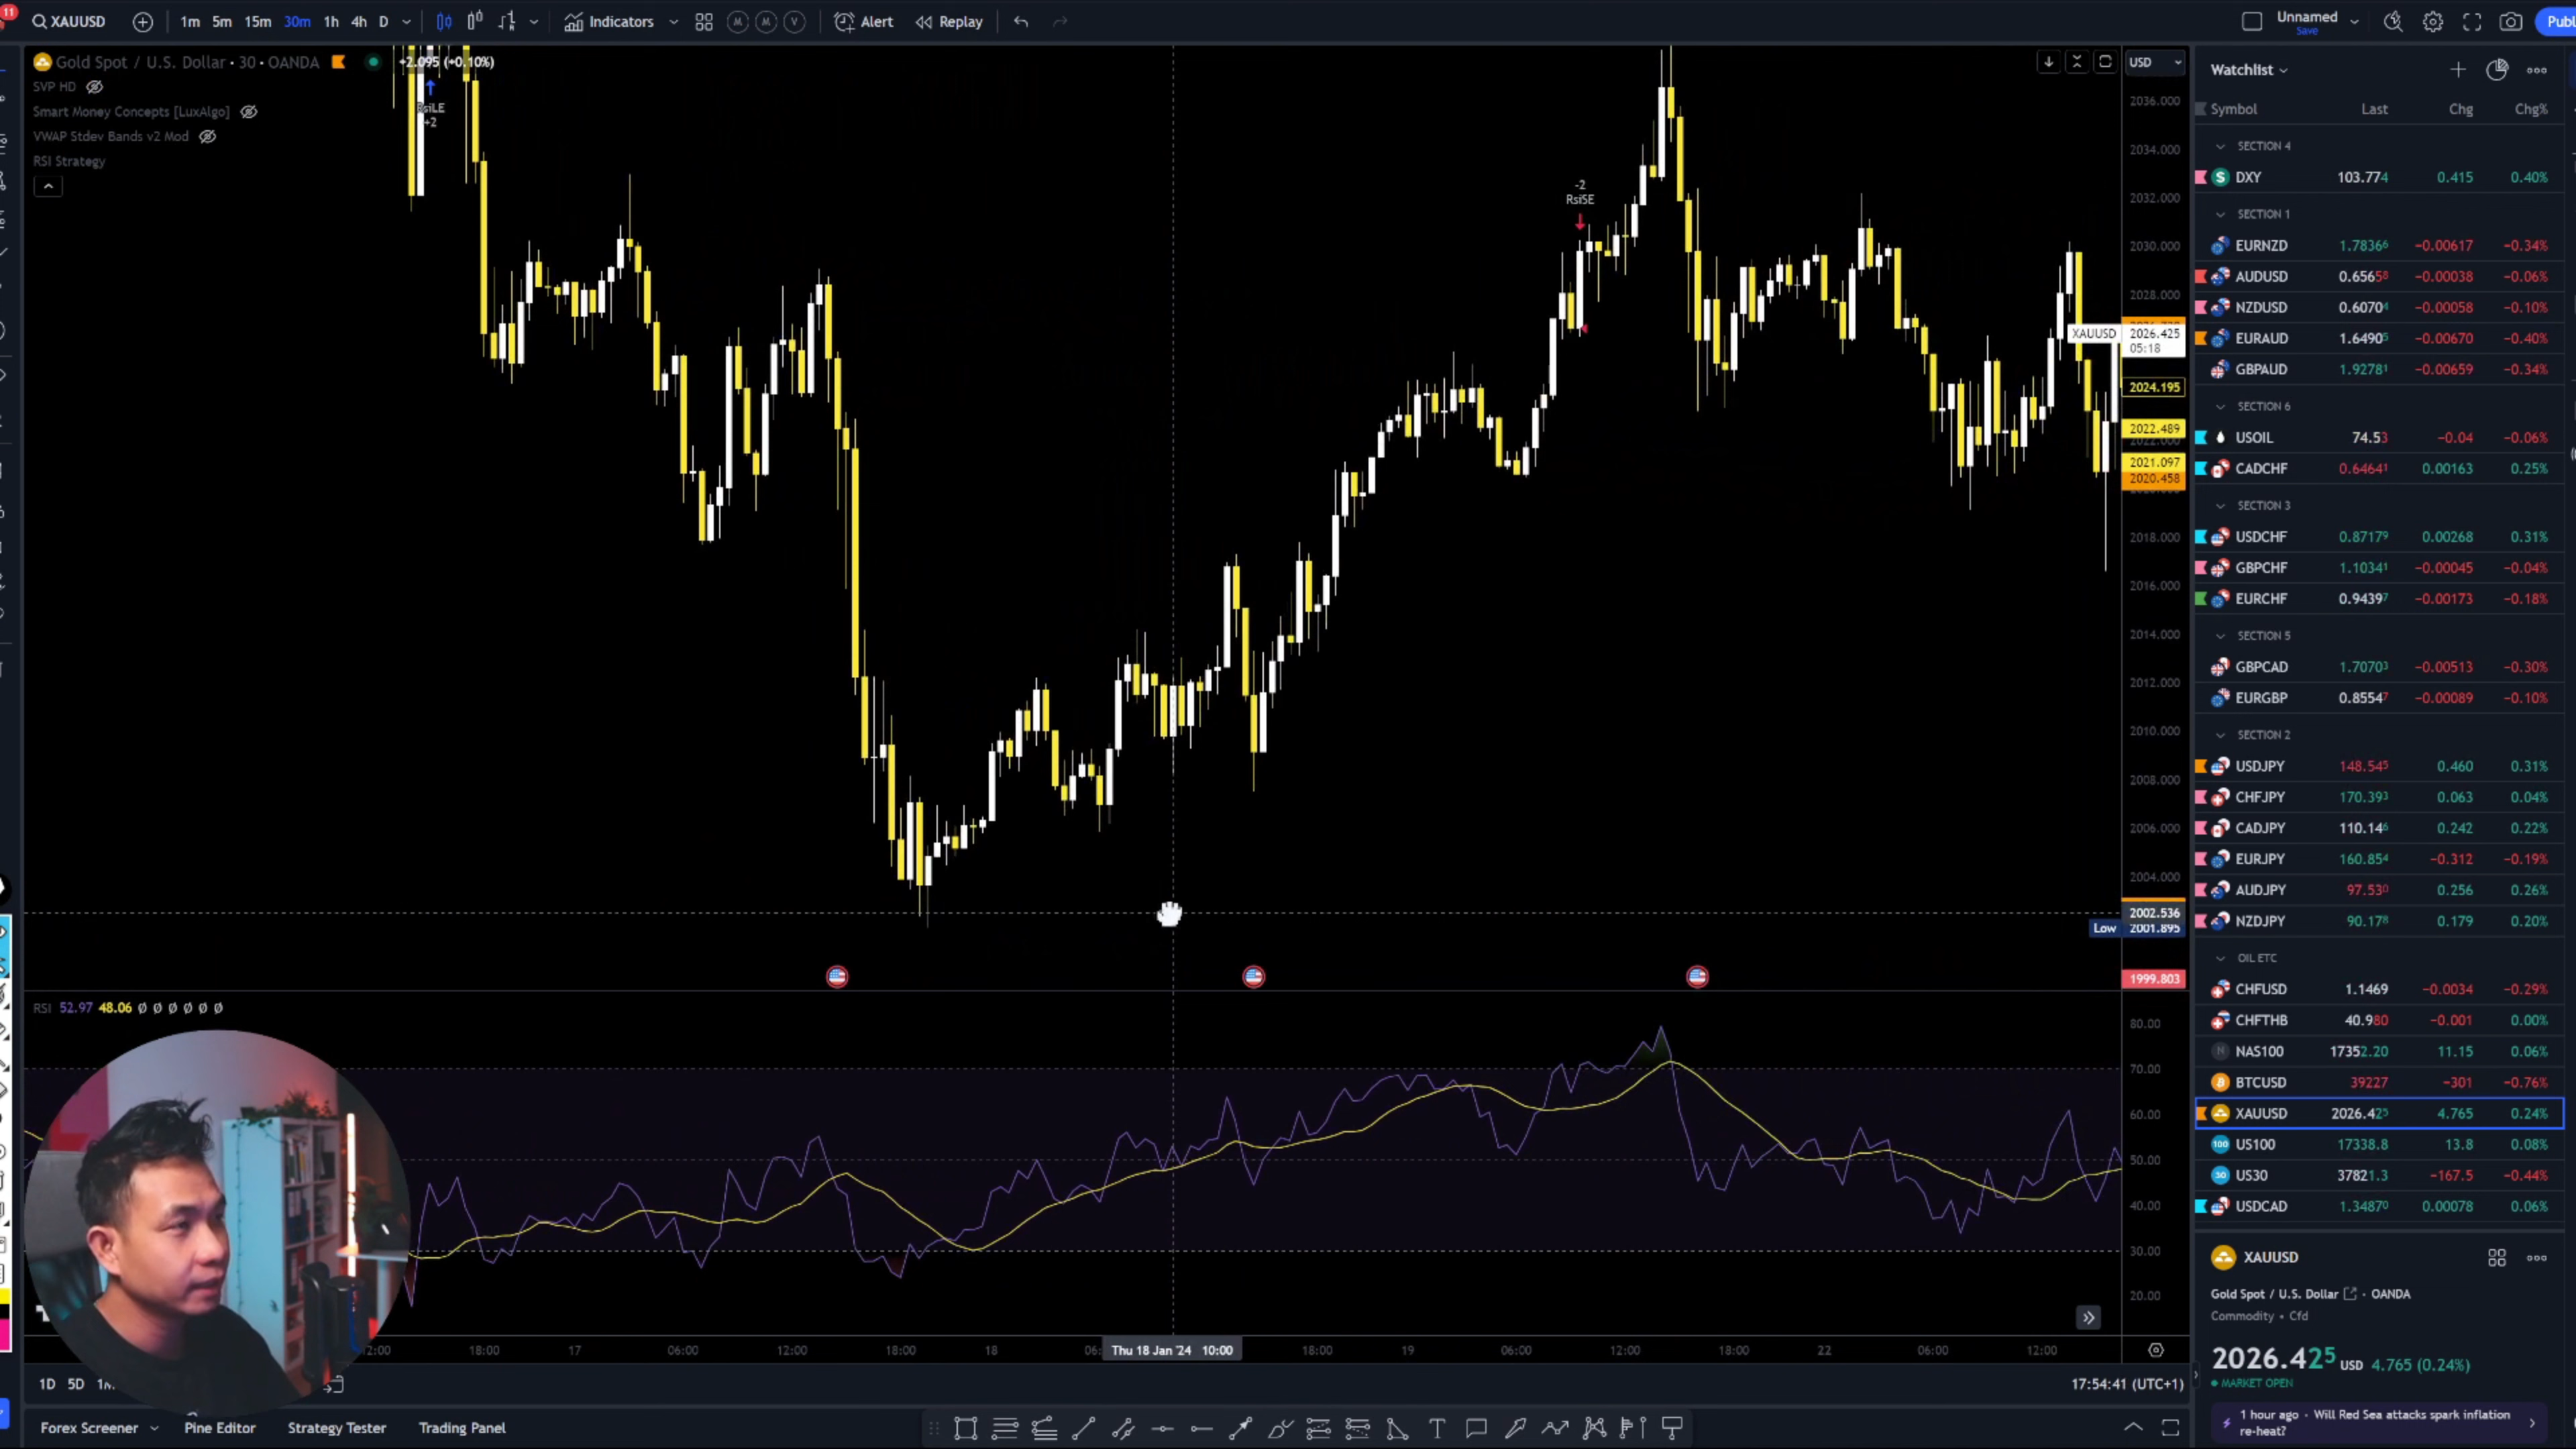 11
XAUUSD 1m 5m 15m 30m 1h 4h D Indicators M M V Alert Replay Unnamed
Save
Publ
Gold Spot / U.S. Dollar · 30 · OANDA +2.095 (+0.10%)
SVP HD
Smart Money Concepts [LuxAlgo]
VWAP Stdev Bands v2 Mod
RSI Strategy
RsiLE
+2
-2
RsiSE
USD
2036.000
2034.000
2032.000
2030.000
2028.000
XAUUSD 2026.425
05:18
2024.195
2022.489
2021.097
2020.458
2018.000
2016.000
2014.000
2012.000
2010.000
2008.000
2006.000
2004.000
2002.536
Low 2001.895
1999.803
RSI 52.97 48.06 Ø Ø Ø Ø Ø Ø
80.00
70.00
60.00
50.00
40.00
30.00
20.00
12:00 18:00 17 06:00 12:00 18:00 18 06: Thu 18 Jan '24 10:00 18:00 19 06:00 12:00 18:00 22 06:00 12:00
1D 5D
17:54:41 (UTC+1)
Forex Screener Pine Editor Strategy Tester Trading Panel
Watchlist
Symbol Last Chg Chg%
SECTION 4
DXY 103.774 0.415 0.40%
SECTION 1
EURNZD 1.78366 −0.00617 −0.34%
AUDUSD 0.65658 −0.00038 −0.06%
NZDUSD 0.60704 −0.00058 −0.10%
EURAUD 1.64905 −0.00670 −0.40%
GBPAUD 1.92781 −0.00659 −0.34%
SECTION 6
USOIL 74.53 −0.04 −0.06%
CADCHF 0.64641 0.00163 0.25%
SECTION 3
USDCHF 0.87179 0.00268 0.31%
GBPCHF 1.10341 −0.00045 −0.04%
EURCHF 0.94397 −0.00173 −0.18%
SECTION 5
GBPCAD 1.70703 −0.00513 −0.30%
EURGBP 0.85547 −0.00089 −0.10%
SECTION 2
USDJPY 148.545 0.460 0.31%
CHFJPY 170.393 0.063 0.04%
CADJPY 110.146 0.242 0.22%
EURJPY 160.854 −0.312 −0.19%
AUDJPY 97.530 0.256 0.26%
NZDJPY 90.178 0.179 0.20%
OIL ETC
CHFUSD 1.1469 −0.0034 −0.29%
CHFTHB 40.980 −0.001 0.00%
NAS100 17352.20 11.15 0.06%
BTCUSD 39227 −301 −0.76%
XAUUSD 2026.425 4.765 0.24%
US100 17338.8 13.8 0.08%
US30 37821.3 −167.5 −0.44%
USDCAD 1.34870 0.00078 0.06%
XAUUSD
Gold Spot / U.S. Dollar · OANDA
Commodity · Cfd
2026.425 USD 4.765 (0.24%)
MARKET OPEN
1 hour ago · Will Red Sea attacks spark inflation
re-heat?